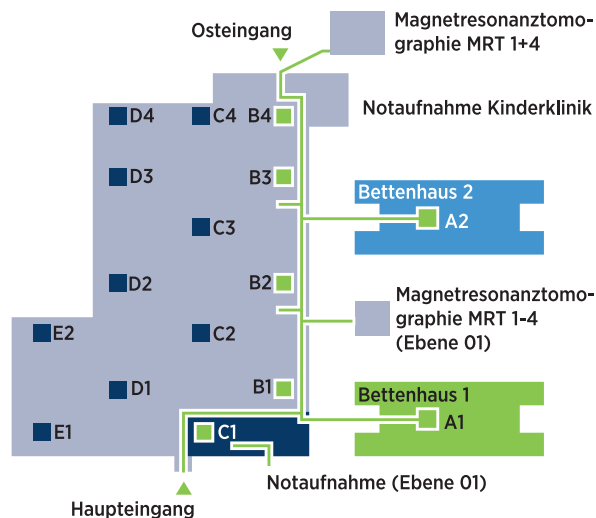 Magnetresonanztomo-
graphie MRT 1+4
Osteingang
Notaufnahme Kinderklinik
D4
C4
B4
D3
B3
Bettenhaus 2
A2
C3
D2
B2
Magnetresonanztomo-
graphie MRT 1-4
(Ebene 01)
E2
C2
D1
B1
Bettenhaus 1
A1
E1
C1
Notaufnahme (Ebene 01)
Haupteingang